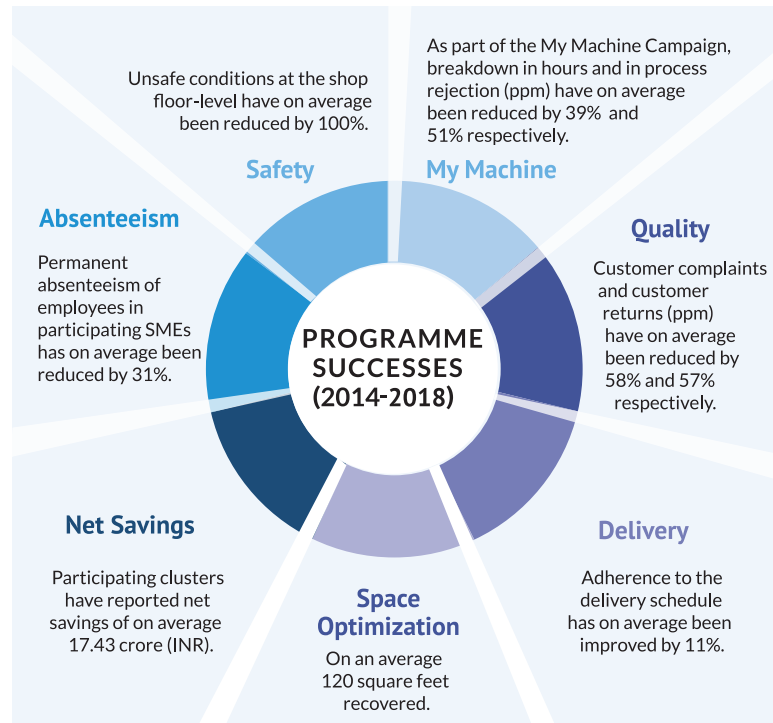 Unsafe conditions at the shop
floor-level have on average
been reduced by 100%.
Safety
As part of the My Machine Campaign,
breakdown in hours and in process
rejection (ppm) have on average
been reduced by 39% and
51% respectively.
My Machine
Absenteeism
Permanent
absenteeism of
employees in
participating SMEs
has on average been
reduced by 31%.
Quality
Customer complaints
and customer
returns (ppm)
have on average
been reduced by
58% and 57%
respectively.
PROGRAMME
SUCCESSES
(2014-2018)
Net Savings
Participating clusters
have reported net
savings of on average
17.43 crore (INR).
Space
Optimization
On an average
120 square feet
recovered.
Delivery
Adherence to the
delivery schedule
has on average been
improved by 11%.